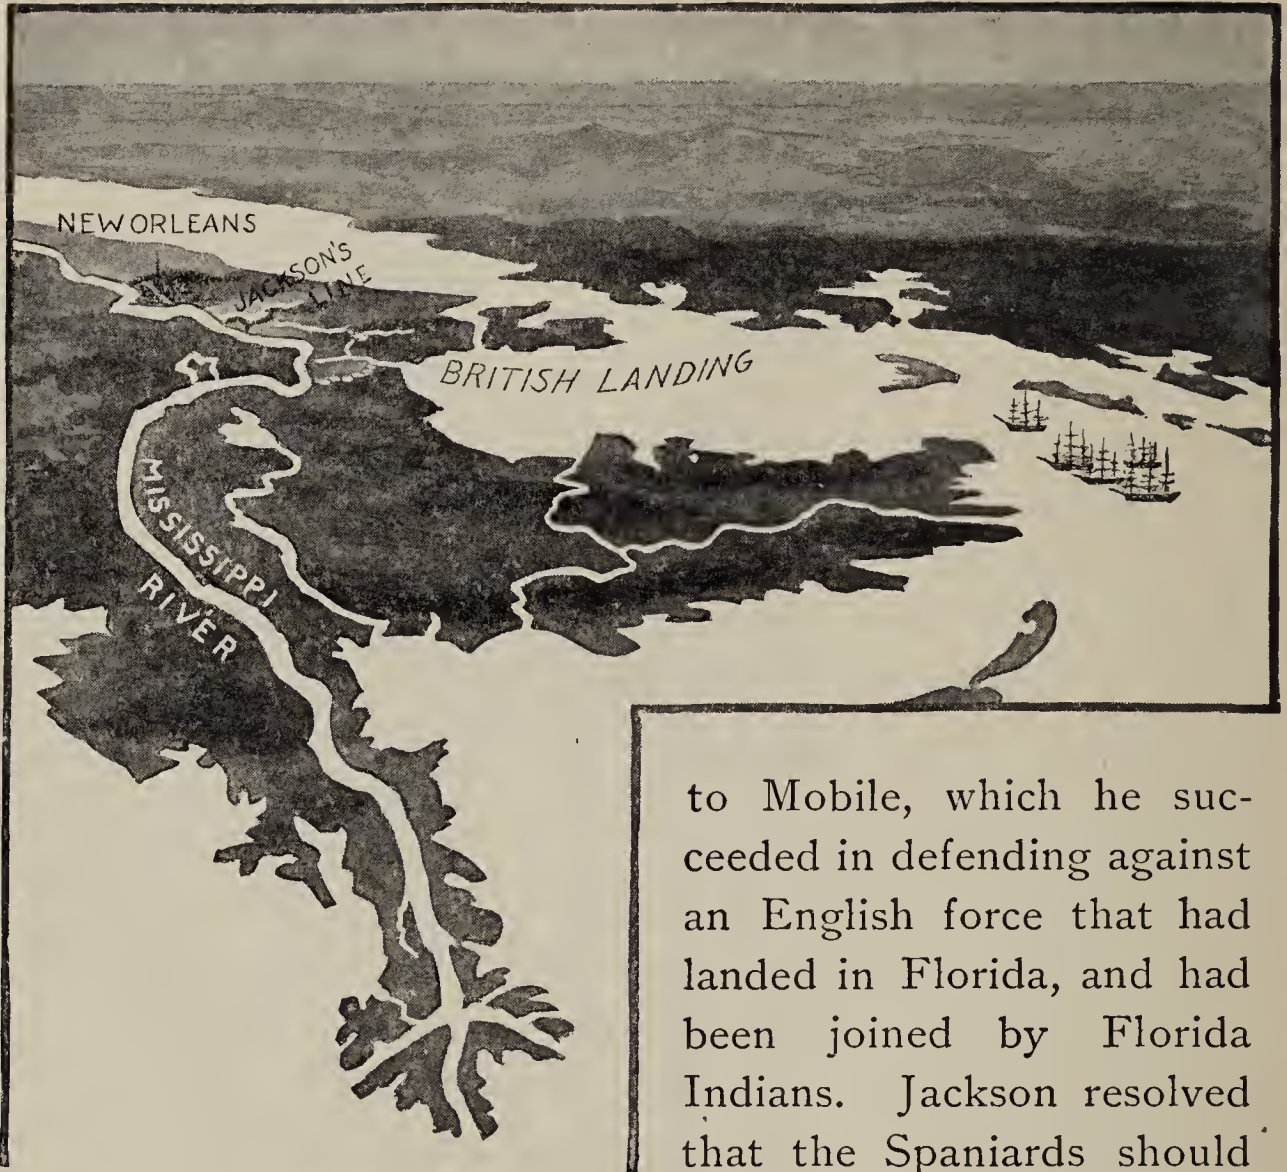 NEW ORLEANS
JACKSON'S
LINE
BRITISH LANDING
MISSISSIPPI
RIVER
to Mobile, which he suc-
ceeded in defending against
an English force that had
landed in Florida, and had
been joined by Florida
Indians. Jackson resolved
that the Spaniards should